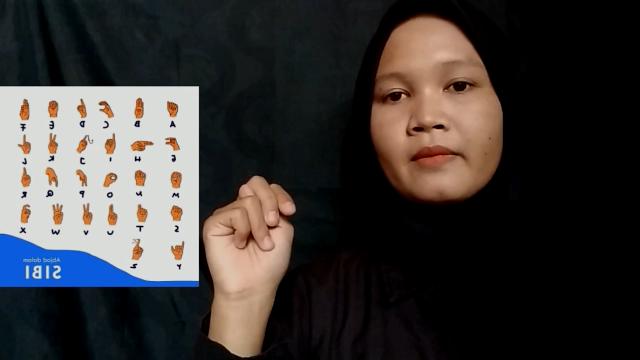 A B C D E F
G H I J K L
M N O P Q R
S T U V W X
Y Z
Abjad dalam
SIBI